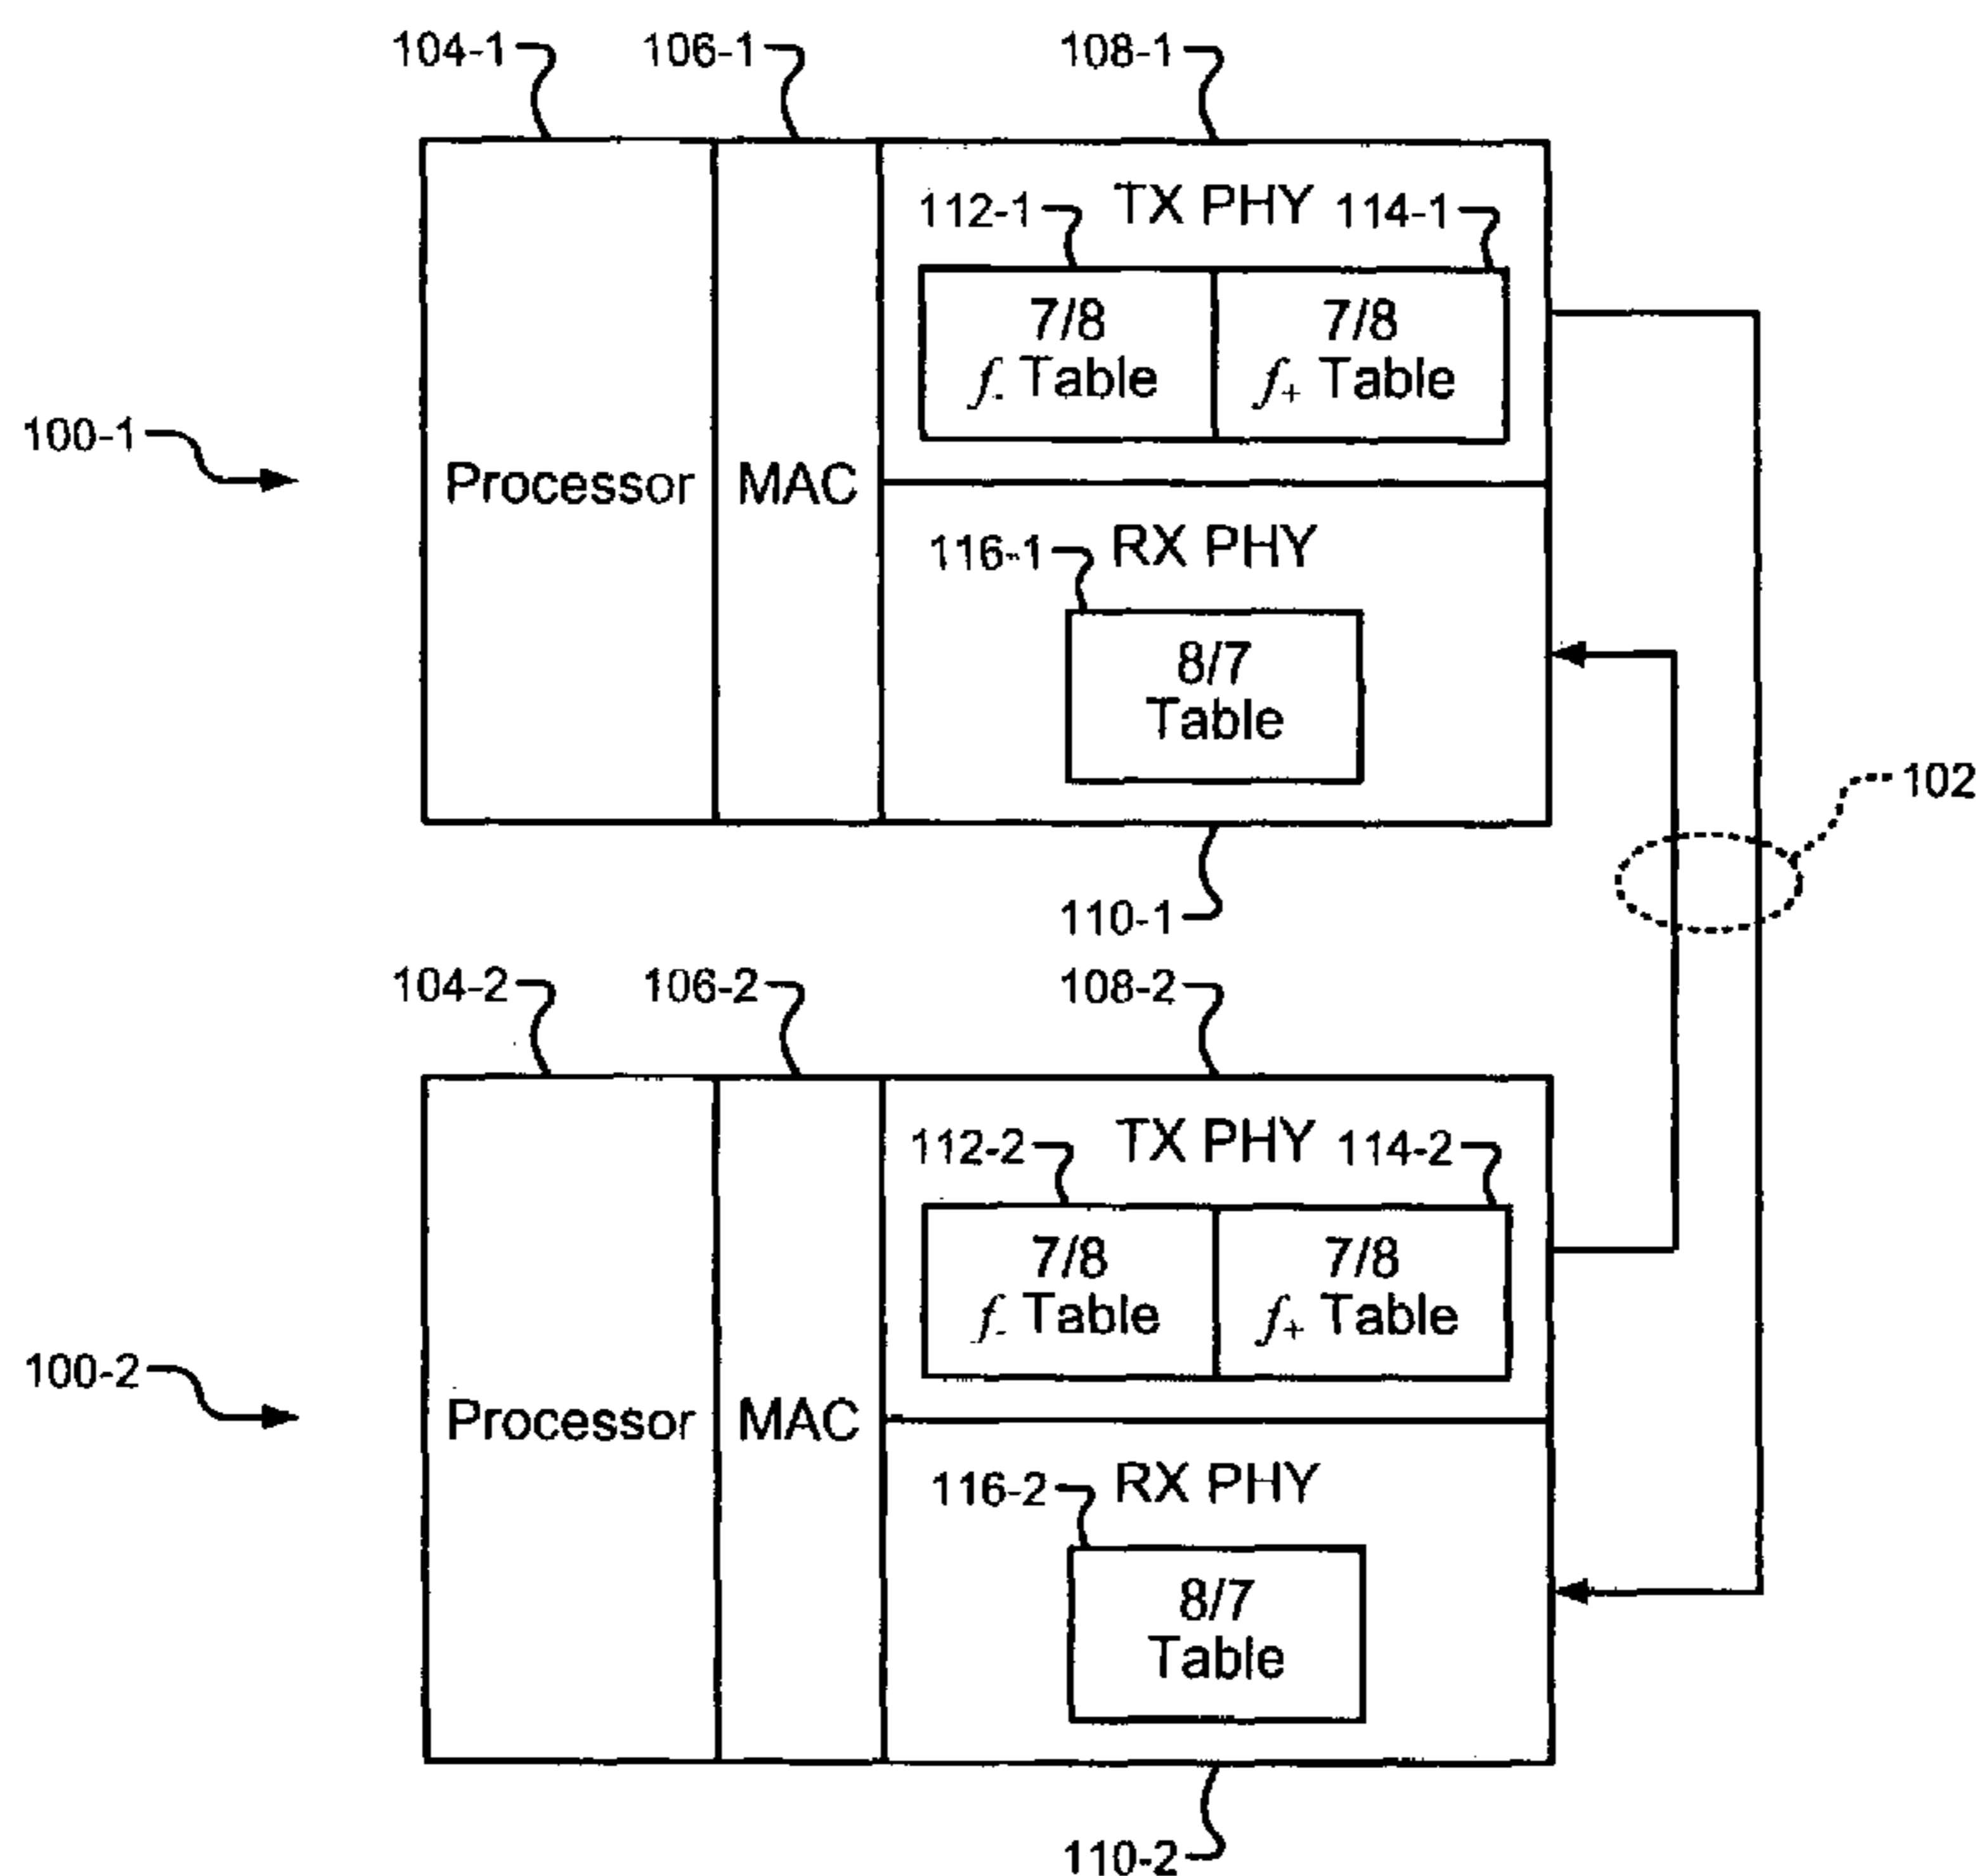 104-1 106-1 108-1
112-1 TX PHY 114-1
7/8 7/8
f- Table f+ Table
100-1
Processor MAC
116-1 RX PHY
8/7
Table
102
110-1
104-2 106-2 108-2
112-2 TX PHY 114-2
7/8 7/8
f- Table f+ Table
100-2
Processor MAC
116-2 RX PHY
8/7
Table
110-2